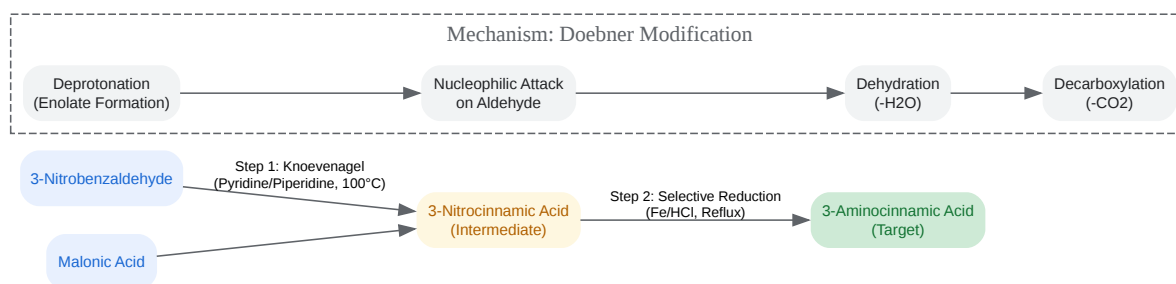 Mechanism: Doebner Modification
Deprotonation
(Enolate Formation)
Nucleophilic Attack
on Aldehyde
Dehydration
(-H2O)
Decarboxylation
(-CO2)
3-Nitrobenzaldehyde
Step 1: Knoevenagel
(Pyridine/Piperidine, 100°C)
Malonic Acid
3-Nitrocinnamic Acid
(Intermediate)
Step 2: Selective Reduction
(Fe/HCl, Reflux)
3-Aminocinnamic Acid
(Target)